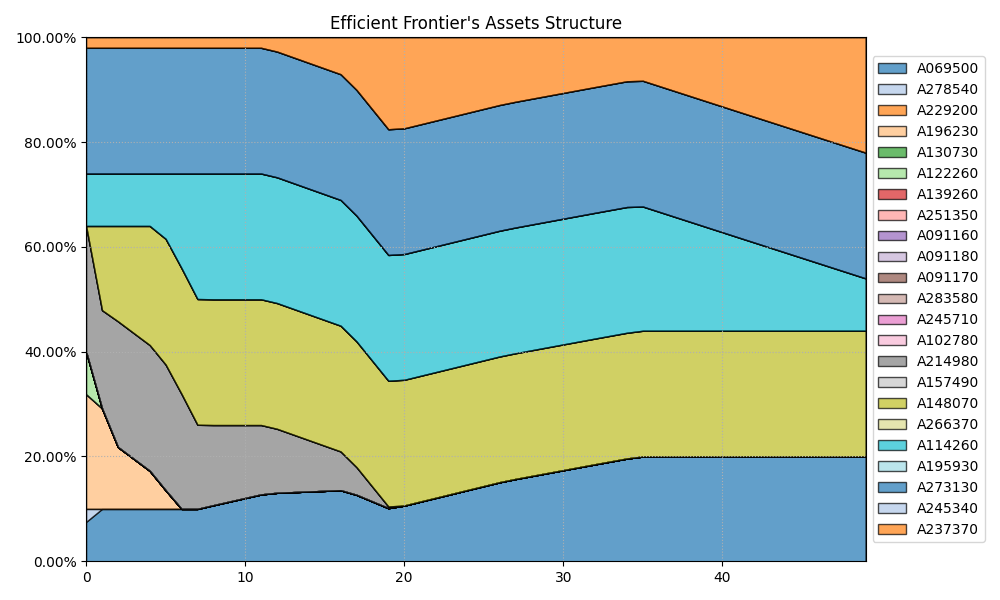 Efficient Frontier's Assets Structure
100.00%
80.00%
60.00%
40.00%
20.00%
0.00%
0
10
20
30
40
A069500
A278540
A229200
A196230
A130730
A122260
A139260
A251350
A091160
A091180
A091170
A283580
A245710
A102780
A214980
A157490
A148070
A266370
A114260
A195930
A273130
A245340
A237370